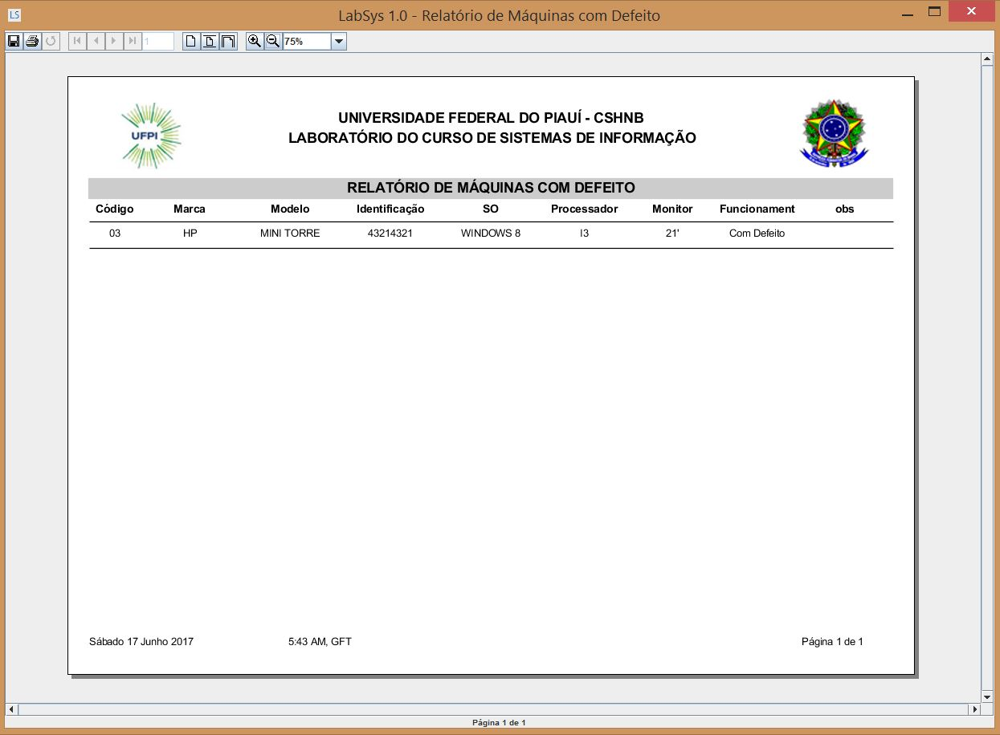 LS
LabSys 1.0 - Relatório de Máquinas com Defeito
1
75%
UFPI
UNIVERSIDADE FEDERAL DO PIAUÍ - CSHNB
LABORATÓRIO DO CURSO DE SISTEMAS DE INFORMAÇÃO
RELATÓRIO DE MÁQUINAS COM DEFEITO
Código Marca Modelo Identificação SO Processador Monitor Funcionament obs
03 HP MINI TORRE 43214321 WINDOWS 8 I3 21' Com Defeito
Sábado 17 Junho 2017 5:43 AM, GFT Página 1 de 1
Página 1 de 1